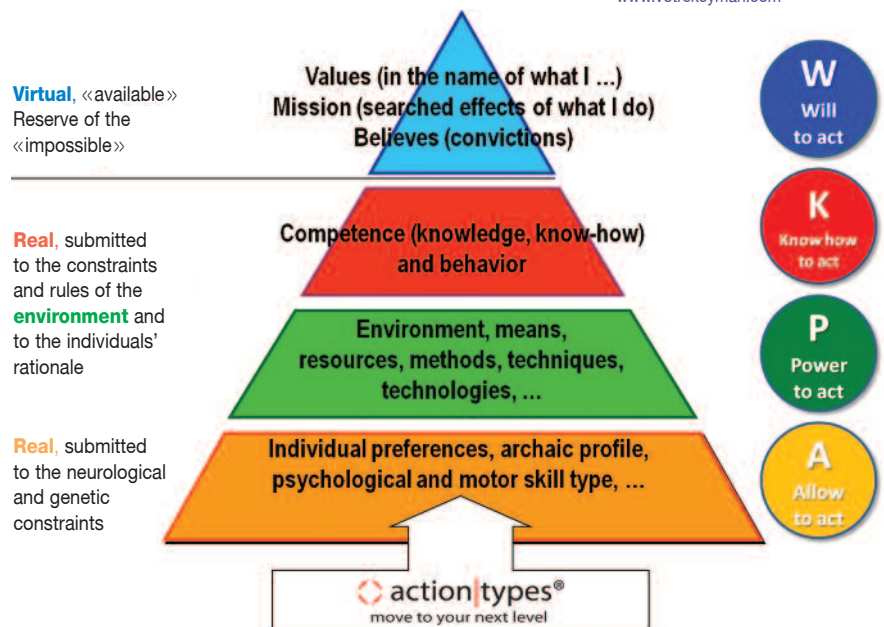 Values (in the name of what I ...)
Mission (searched effects of what I do)
Believes (convictions)
Virtual, «available»
Reserve of the
«impossible»
W
Will
to act
Competence (knowledge, know-how)
and behavior
Real, submitted
to the constraints
and rules of the
environment and
to the individuals'
rationale
K
Know how
to act
Environment, means,
resources, methods, techniques,
technologies, ...
P
Power
to act
Individual preferences, archaic profile,
psychological and motor skill type, ...
Real, submitted
to the neurological
and genetic
constraints
A
Allow
to act
action|types®
move to your next level